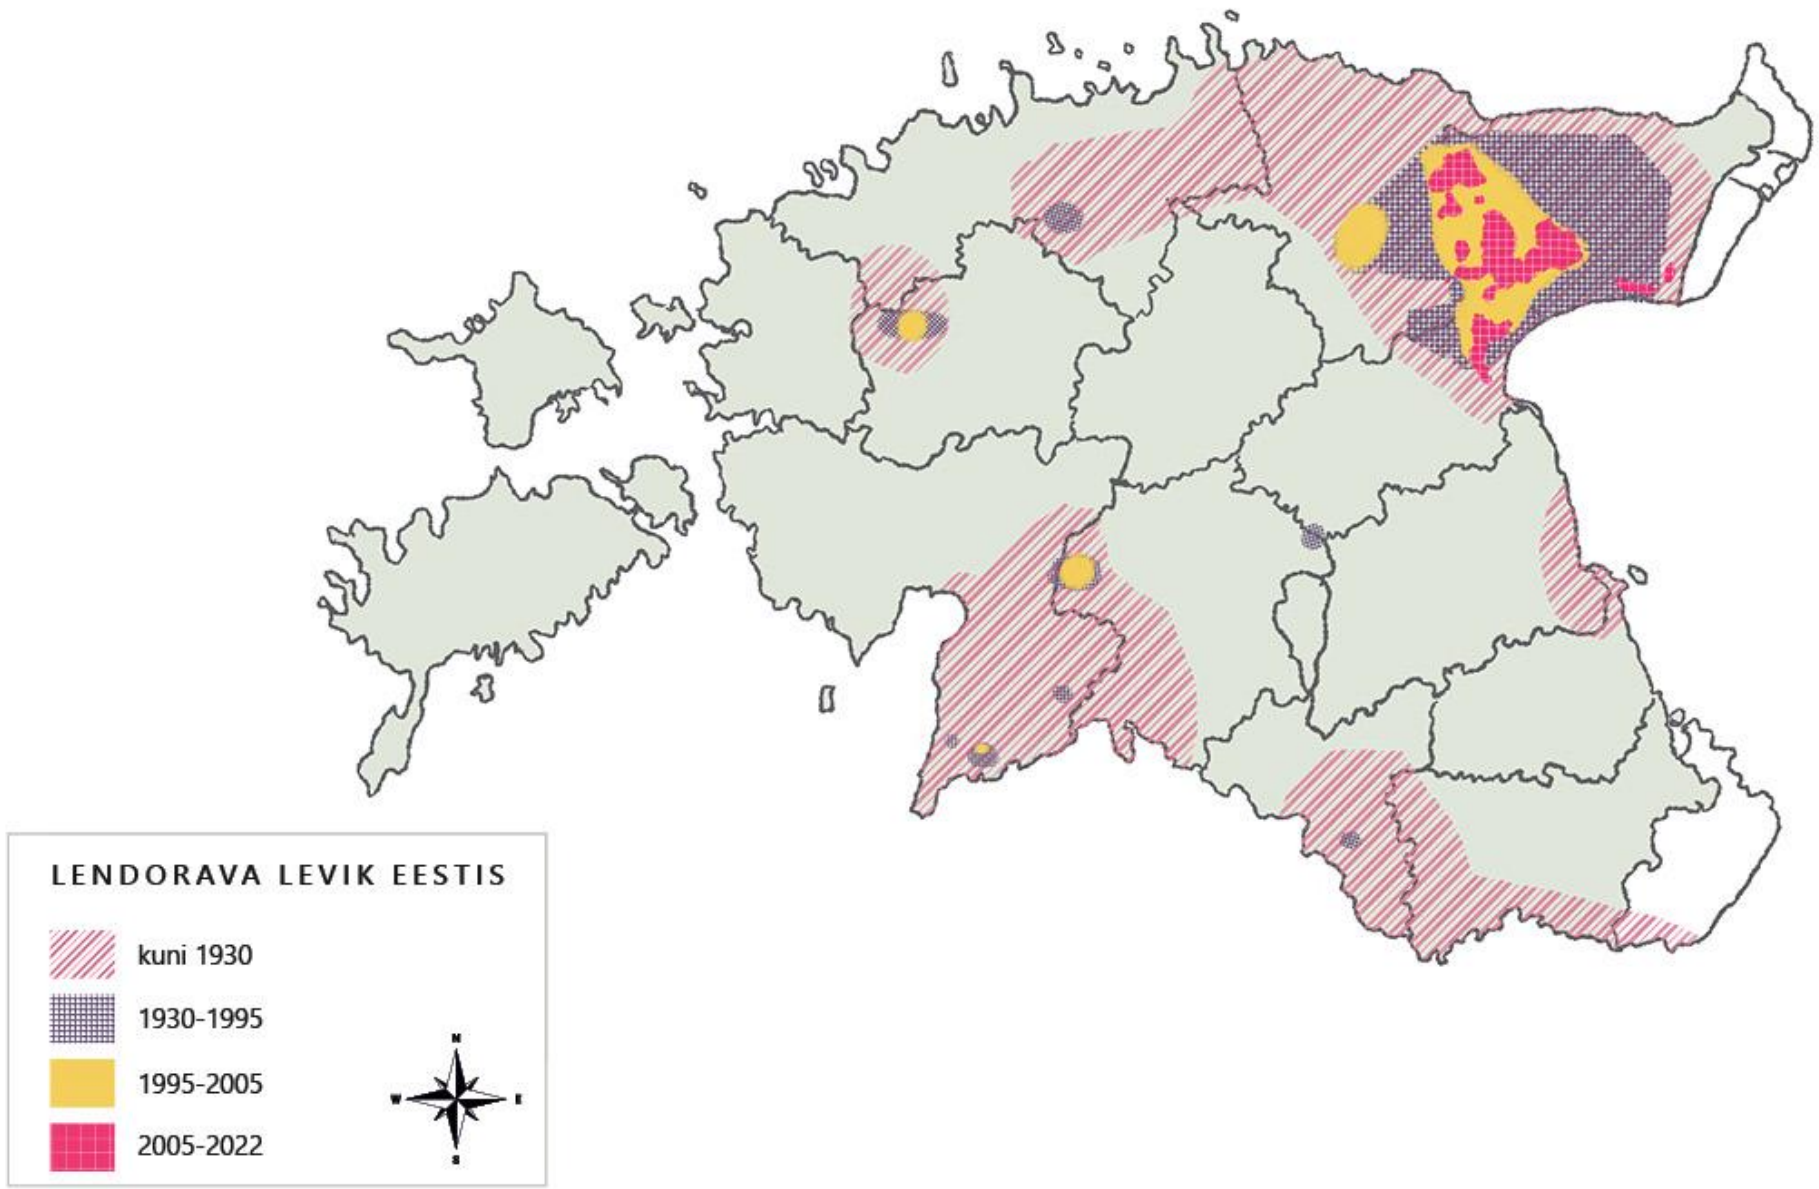 LENDORAVA LEVIK EESTIS
kuni 1930
1930-1995
1995-2005
2005-2022
N
W E
S